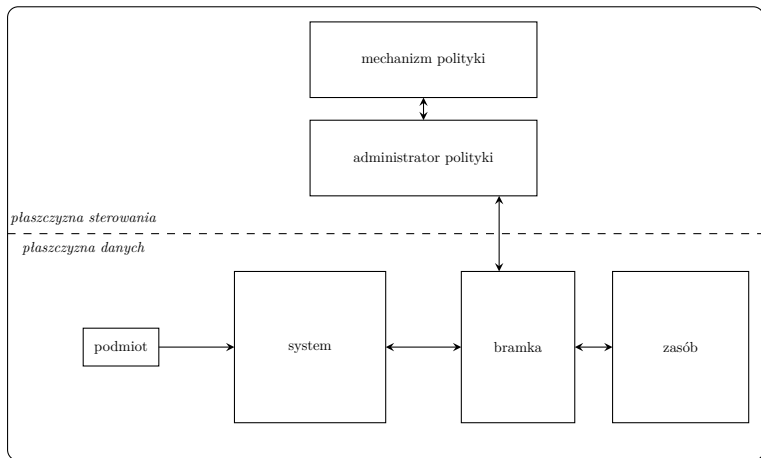 mechanizm polityki
administrator polityki
płaszczyzna sterowania
płaszczyzna danych
podmiot
system
bramka
zasób